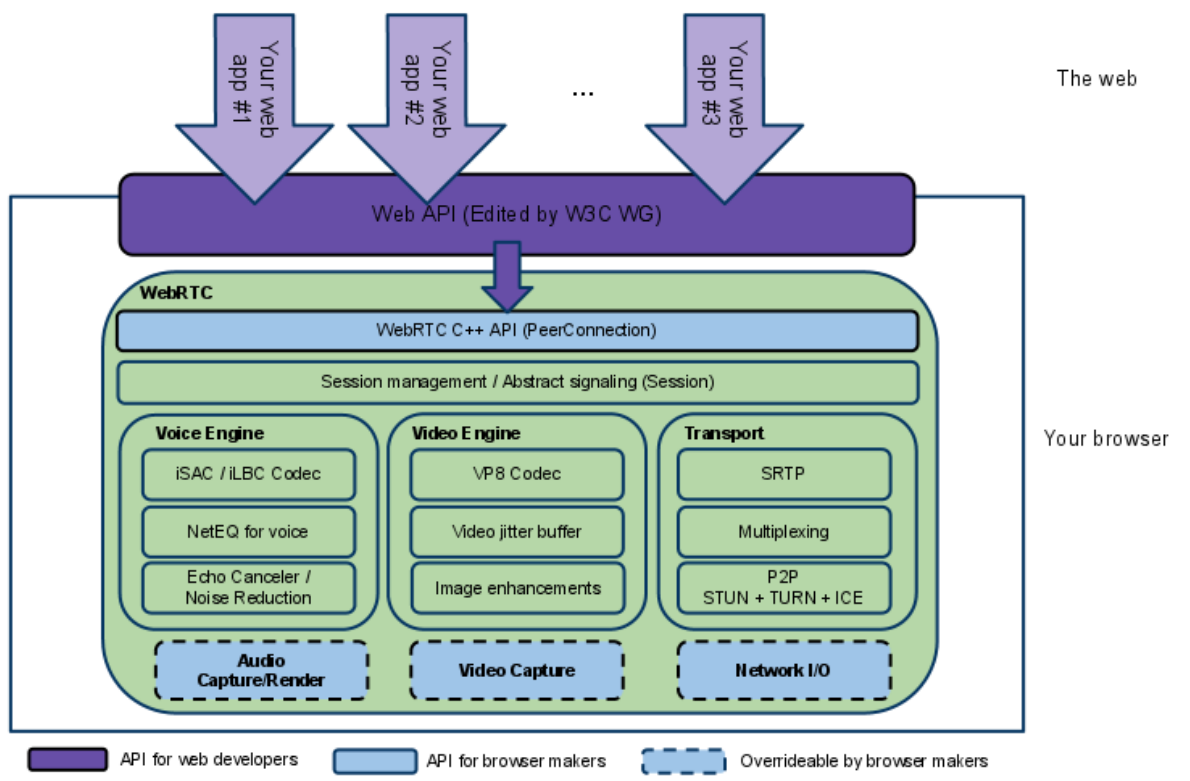 Your web
app #1
Your web
app #2
...
Your web
app #3
The web
Web API (Edited by W3C WG)
WebRTC
WebRTC C++ API (PeerConnection)
Session management / Abstract signaling (Session)
Your browser
Voice Engine
iSAC / iLBC Codec
NetEQ for voice
Echo Canceler /
Noise Reduction
Video Engine
VP8 Codec
Video jitter buffer
Image enhancements
Transport
SRTP
Multiplexing
P2P
STUN + TURN + ICE
Audio
Capture/Render
Video Capture
Network I/O
API for web developers
API for browser makers
Overrideable by browser makers